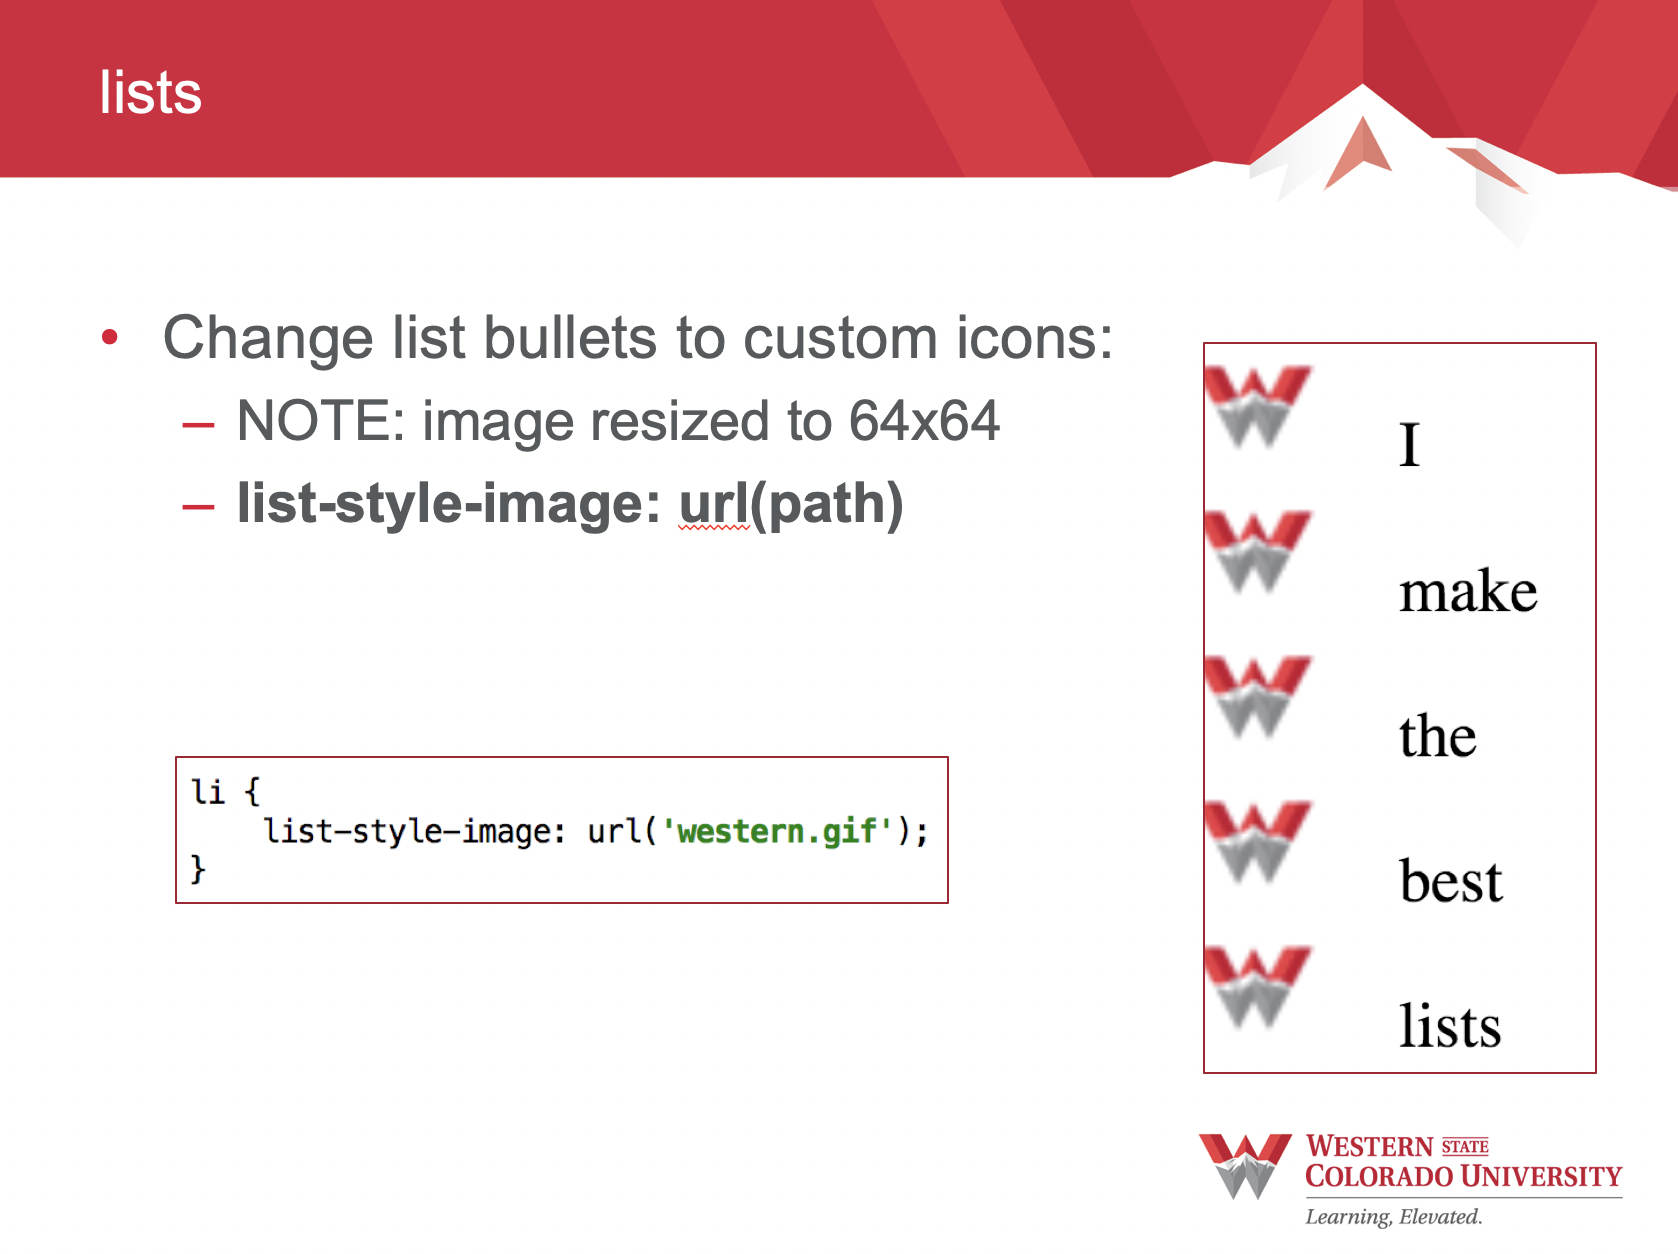 lists
• Change list bullets to custom icons:
– NOTE: image resized to 64x64
– list-style-image: url(path)
li {
    list-style-image: url('western.gif');
}
I
make
the
best
lists
WESTERN STATE
COLORADO UNIVERSITY
Learning, Elevated.